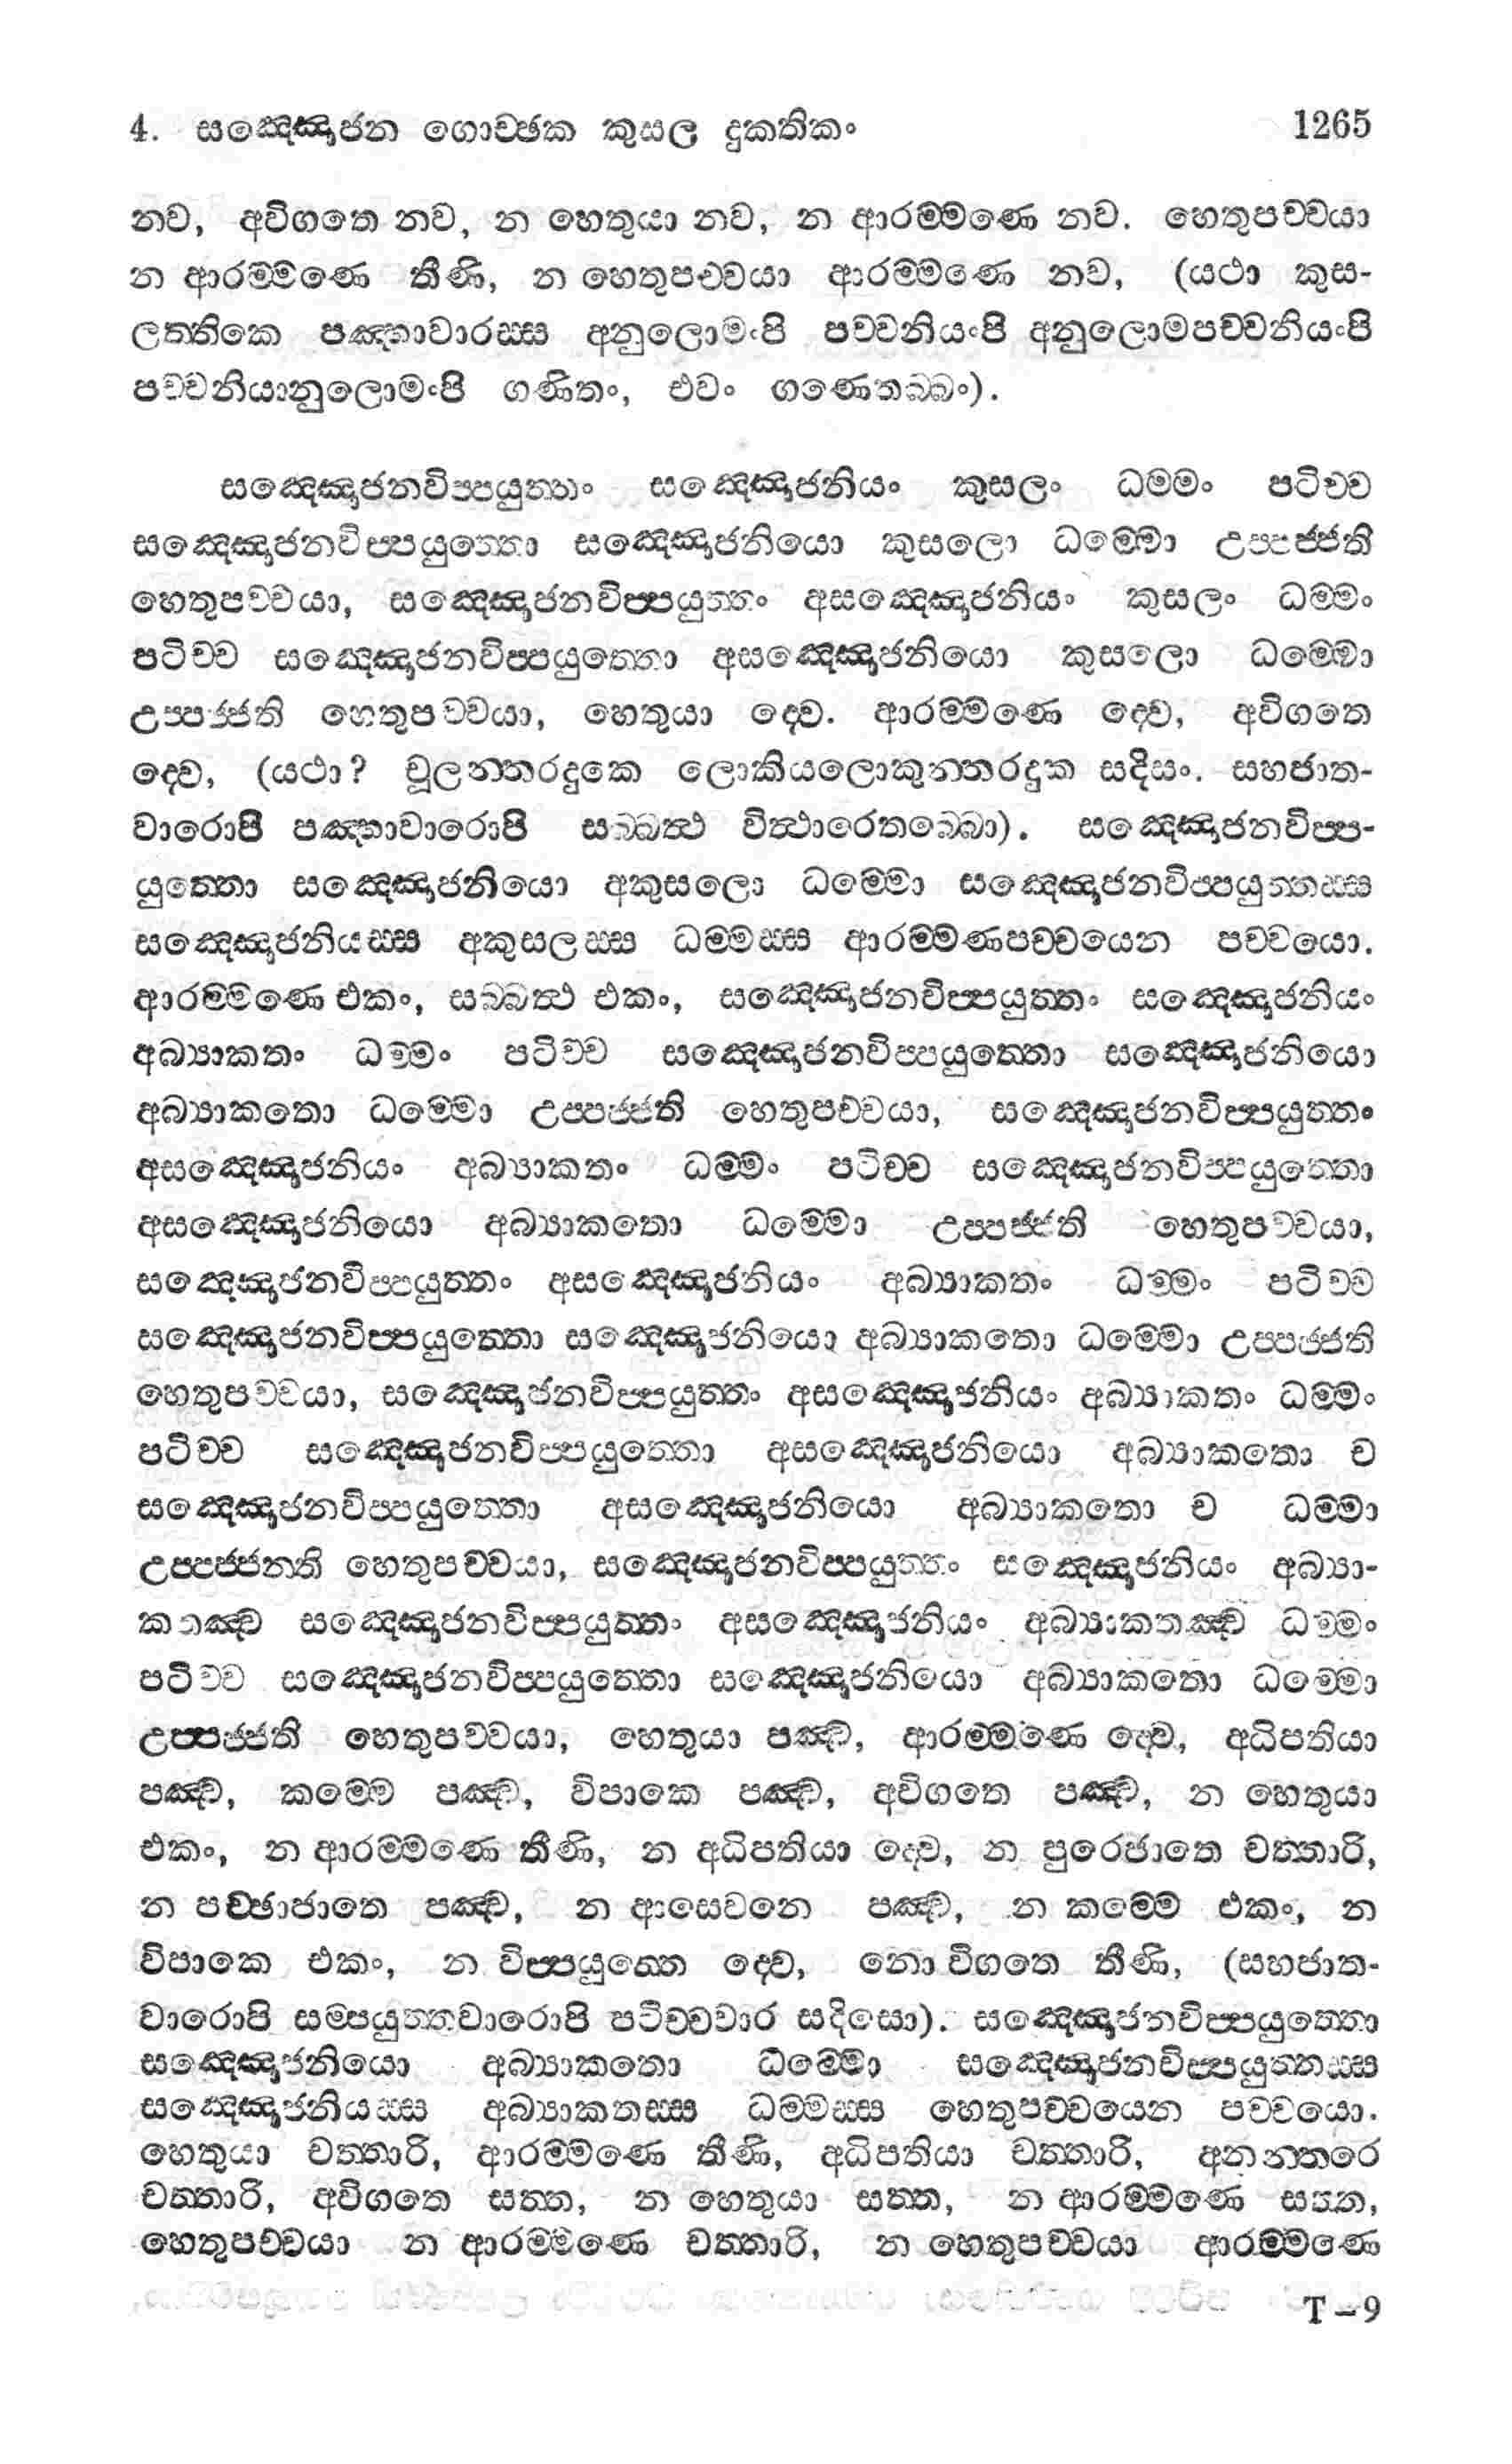 4. සඤ්ඤොජන ගොච්ඡක කුසල දුකතිකං 1265
නව, අවිගතෙ නව, න හෙතුයා නව, න ආරම්මණෙ නව. හෙතුපච්චයා
න ආරම්මණෙ තීණි, න හෙතුපච්චයා ආරම්මණෙ නව, (යථා කුස-
ලත්තිකෙ පඤ්හාවාරස්ස අනුලොමංපි පච්චනියංපි අනුලොමපච්චනියංපි
පච්චනියානුලොමංපි ගණිතං, එවං ගණෙතබ්බං).
සඤ්ඤොජනවිප්පයුත්තං සඤ්ඤොජනියං කුසලං ධම්මං පටිච්ච
සඤ්ඤොජනවිප්පයුත්තො සඤ්ඤොජනියො කුසලො ධම්මො උප්පජ්ජති
හෙතුපච්චයා, සඤ්ඤොජනවිප්පයුත්තං අසඤ්ඤොජනියං කුසලං ධම්මං
පටිච්ච සඤ්ඤොජනවිප්පයුත්තො අසඤ්ඤොජනියො කුසලො ධම්මො
උප්පජ්ජති හෙතුපච්චයා, හෙතුයා ද්වෙ. ආරම්මණෙ ද්වෙ, අවිගතෙ
ද්වෙ, (යථා? චූලන්තරදුකෙ ලොකියලොකුත්තරදුක සදිසං. සහජාත-
වාරොපි පඤ්හාවාරොපි සබ්බත්ථ විත්ථාරෙතබ්බො). සඤ්ඤොජනවිප්ප-
යුත්තො සඤ්ඤොජනියො අකුසලො ධම්මො සඤ්ඤොජනවිප්පයුත්තස්ස
සඤ්ඤොජනියස්ස අකුසලස්ස ධම්මස්ස ආරම්මණපච්චයෙන පච්චයො.
ආරම්මණෙ එකං, සබ්බත්ථ එකං, සඤ්ඤොජනවිප්පයුත්තං සඤ්ඤොජනියං
අබ්‍යාකතං ධම්මං පටිච්ච සඤ්ඤොජනවිප්පයුත්තො සඤ්ඤොජනියො
අබ්‍යාකතො ධම්මො උප්පජ්ජති හෙතුපච්චයා, සඤ්ඤොජනවිප්පයුත්තං
අසඤ්ඤොජනියං අබ්‍යාකතං ධම්මං පටිච්ච සඤ්ඤොජනවිප්පයුත්තො
අසඤ්ඤොජනියො අබ්‍යාකතො ධම්මො උප්පජ්ජති හෙතුපච්චයා,
සඤ්ඤොජනවිප්පයුත්තං අසඤ්ඤොජනියං අබ්‍යාකතං ධම්මං පටිච්ච
සඤ්ඤොජනවිප්පයුත්තො සඤ්ඤොජනියො අබ්‍යාකතො ධම්මො උප්පජ්ජති
හෙතුපච්චයා, සඤ්ඤොජනවිප්පයුත්තං අසඤ්ඤොජනියං අබ්‍යාකතං ධම්මං
පටිච්ච සඤ්ඤොජනවිප්පයුත්තො අසඤ්ඤොජනියො අබ්‍යාකතො ච
සඤ්ඤොජනවිප්පයුත්තො අසඤ්ඤොජනියො අබ්‍යාකතො ච ධම්මා
උප්පජ්ජන්ති හෙතුපච්චයා, සඤ්ඤොජනවිප්පයුත්තං සඤ්ඤොජනියං අබ්‍යා-
කතඤ්ච සඤ්ඤොජනවිප්පයුත්තං අසඤ්ඤොජනියං අබ්‍යාකතඤ්ච ධම්මං
පටිච්ච සඤ්ඤොජනවිප්පයුත්තො සඤ්ඤොජනියො අබ්‍යාකතො ධම්මො
උප්පජ්ජති හෙතුපච්චයා, හෙතුයා පඤ්ච, ආරම්මණෙ ද්වෙ, අධිපතියා
පඤ්ච, කම්මෙ පඤ්ච, විපාකෙ පඤ්ච, අවිගතෙ පඤ්ච, න හෙතුයා
එකං, න ආරම්මණෙ තීණි, න අධිපතියා ද්වෙ, න පුරෙජාතෙ චත්තාරි,
න පච්ඡාජාතෙ පඤ්ච, න ආසෙවනෙ පඤ්ච, න කම්මෙ එකං, න
විපාකෙ එකං, න විප්පයුත්තෙ ද්වෙ, නො විගතෙ තීණි, (සහජාත-
වාරොපි සම්පයුත්තවාරොපි පටිච්චවාර සදිසො). සඤ්ඤොජනවිප්පයුත්තො
සඤ්ඤොජනියො අබ්‍යාකතො ධම්මො සඤ්ඤොජනවිප්පයුත්තස්ස
සඤ්ඤොජනියස්ස අබ්‍යාකතස්ස ධම්මස්ස හෙතුපච්චයෙන පච්චයො.
හෙතුයා චත්තාරි, ආරම්මණෙ තීණි, අධිපතියා චත්තාරි, අනන්තරෙ
චත්තාරි, අවිගතෙ සත්ත, න හෙතුයා සත්ත, න ආරම්මණෙ සත්ත,
හෙතුපච්චයා න ආරම්මණෙ චත්තාරි, න හෙතුපච්චයා ආරම්මණෙ
T–9